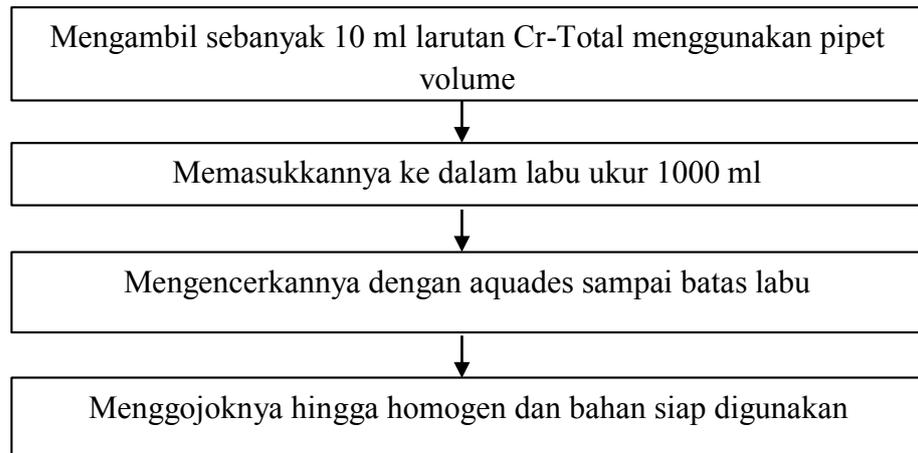 Mengambil sebanyak 10 ml larutan Cr-Total menggunakan pipet
volume
Memasukkannya ke dalam labu ukur 1000 ml
Mengencerkannya dengan aquades sampai batas labu
Menggojoknya hingga homogen dan bahan siap digunakan